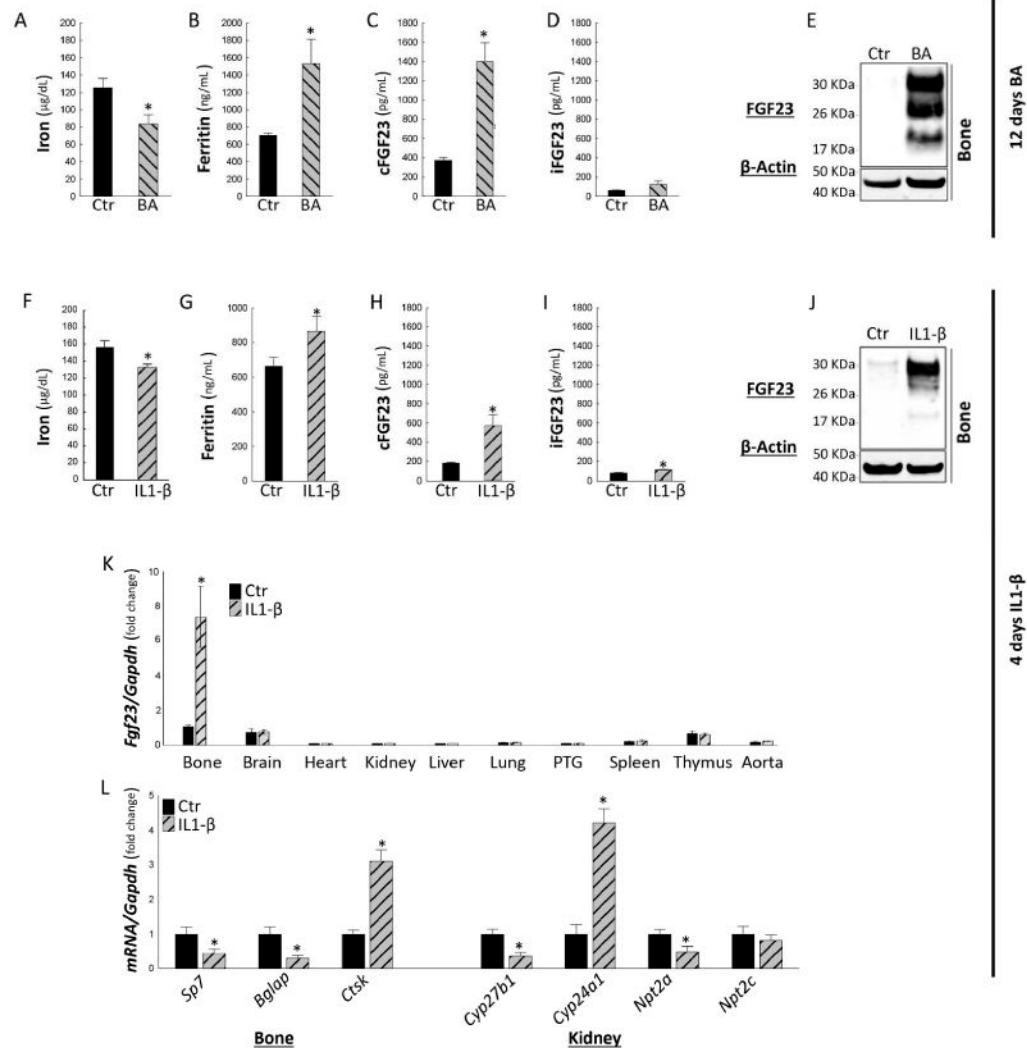 A
Iron (µg/dL)
200
180
160
140
120
100
80
60
40
20
0
*
Ctr BA
B
Ferritin (ng/mL)
2000
1800
1600
1400
1200
1000
800
600
400
200
0
*
Ctr BA
C
cFGF23 (pg/mL)
1800
1600
1400
1200
1000
800
600
400
200
0
*
Ctr BA
D
iFGF23 (pg/mL)
1800
1600
1400
1200
1000
800
600
400
200
0
Ctr BA
E
Ctr BA
30 KDa
FGF23
26 KDa
17 KDa
β-Actin
50 KDa
40 KDa
Bone
12 days BA
F
Iron (µg/dL)
200
180
160
140
120
100
80
60
40
20
0
*
Ctr IL1-β
G
Ferritin (ng/mL)
1000
800
600
400
200
0
*
Ctr IL1-β
H
cFGF23 (pg/mL)
1800
1600
1400
1200
1000
800
600
400
200
0
*
Ctr IL1-β
I
iFGF23 (pg/mL)
1800
1600
1400
1200
1000
800
600
400
200
0
*
Ctr IL1-β
J
Ctr IL1-β
30 KDa
FGF23
26 KDa
17 KDa
β-Actin
50 KDa
40 KDa
Bone
4 days IL1-β
K
Fgf23/Gapdh (fold change)
10
8
6
4
2
0
*
Ctr
IL1-β
Bone Brain Heart Kidney Liver Lung PTG Spleen Thymus Aorta
L
mRNA/Gapdh (fold change)
5
4
3
2
1
0
Ctr
IL1-β
* * * * * *
Sp7 Bglap Ctsk Cyp27b1 Cyp24a1 Npt2a Npt2c
Bone Kidney